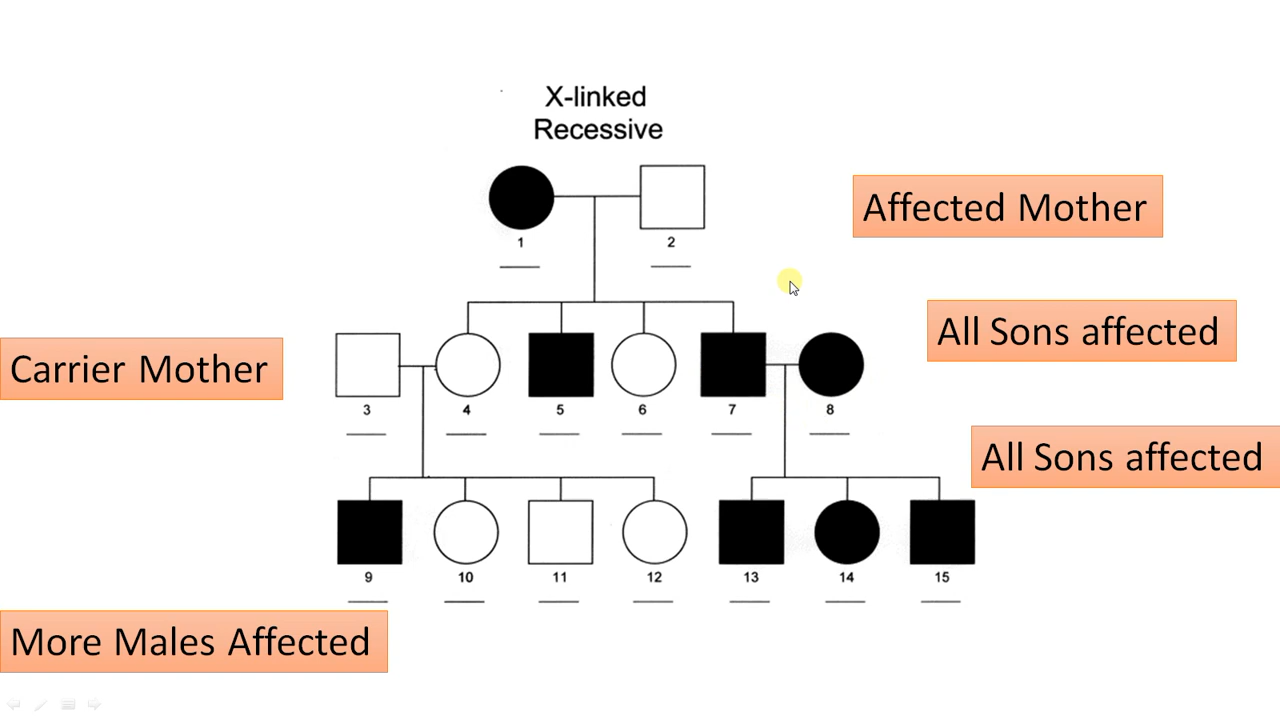 X-linked
Recessive
Affected Mother
1 2
All Sons affected
Carrier Mother
3 4 5 6 7 8
All Sons affected
9 10 11 12 13 14 15
More Males Affected